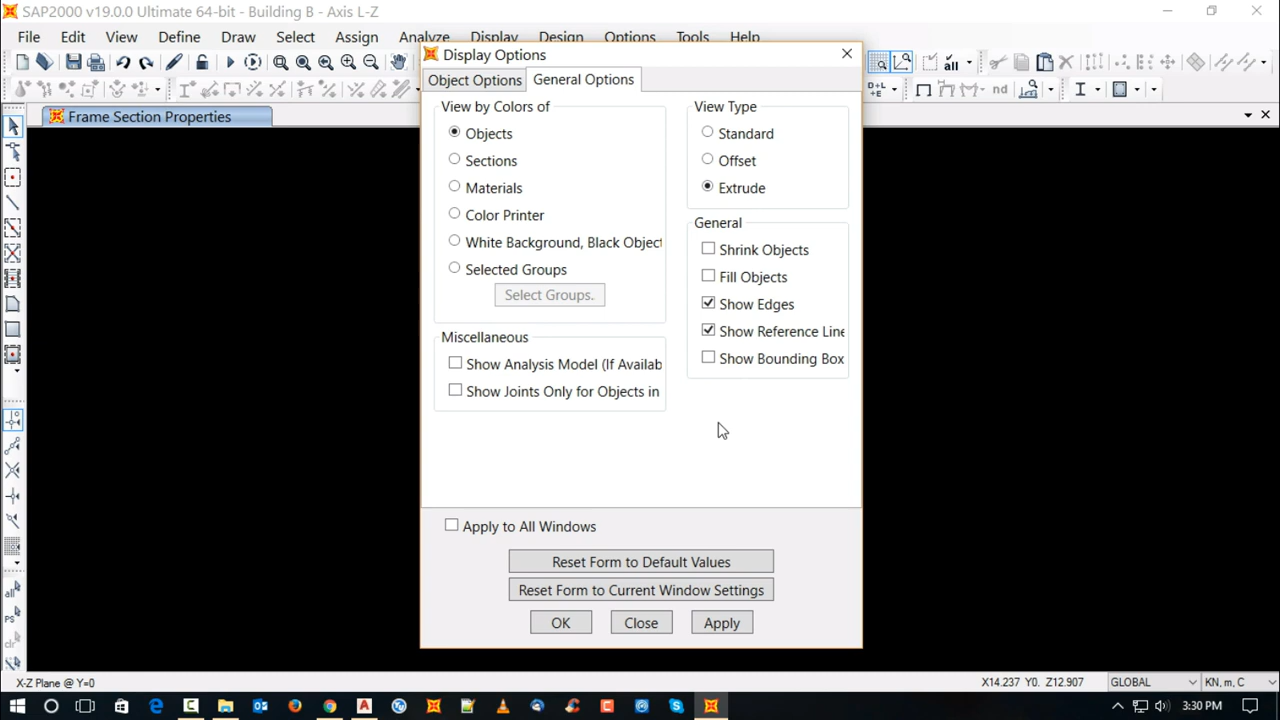 SAP2000 v19.0.0 Ultimate 64-bit - Building B - Axis L-Z
File Edit View Define Draw Select Assign Analyze Display Design Options Tools Help
Display Options
Object Options General Options
all
nd
Frame Section Properties
View by Colors of
Objects
Sections
Materials
Color Printer
White Background, Black Object
Selected Groups
Select Groups.
Miscellaneous
Show Analysis Model (If Availab
Show Joints Only for Objects in
View Type
Standard
Offset
Extrude
General
Shrink Objects
Fill Objects
Show Edges
Show Reference Line
Show Bounding Box
Apply to All Windows
Reset Form to Default Values
Reset Form to Current Window Settings
OK Close Apply
all
PS
clr
X-Z Plane @ Y=0
X14.237 Y0. Z12.907
GLOBAL
KN, m, C
3:30 PM